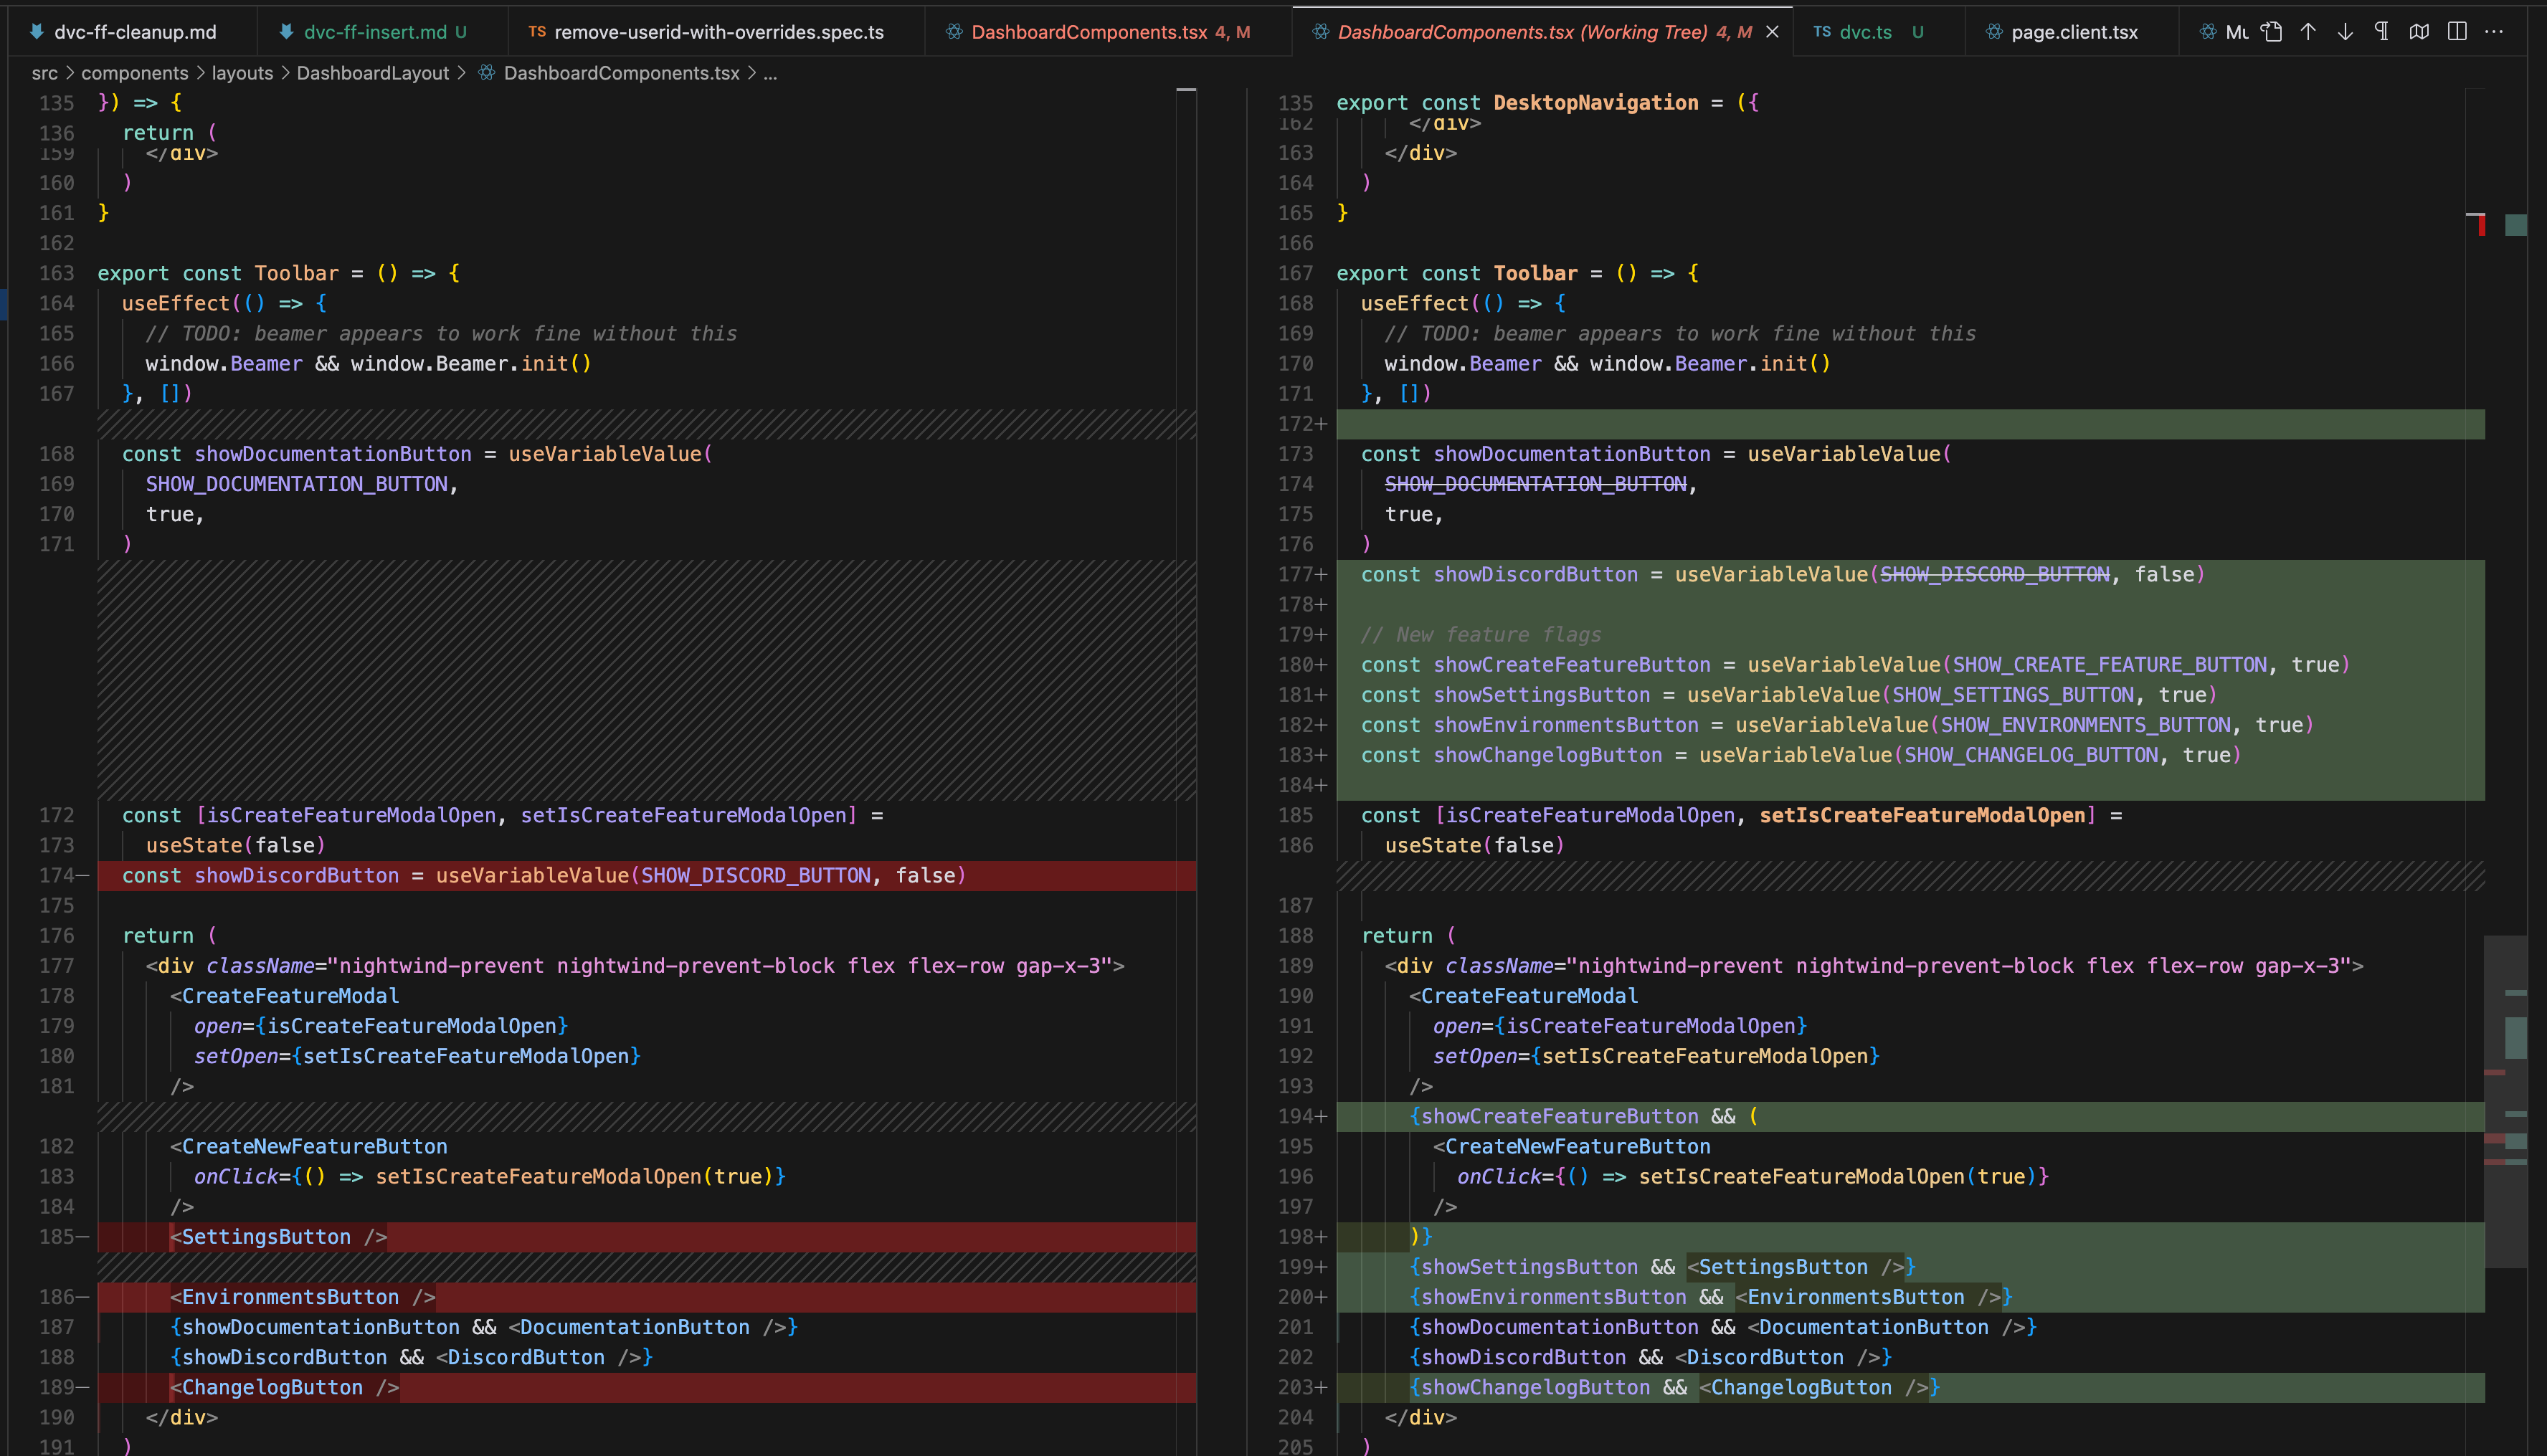 dvc-ff-cleanup.md
dvc-ff-insert.md U
TS remove-userid-with-overrides.spec.ts
DashboardComponents.tsx 4, M
DashboardComponents.tsx (Working Tree) 4, M
TS dvc.ts U
page.client.tsx
src > components > layouts > DashboardLayout > DashboardComponents.tsx > ...
135 }) => {
136 return (
159 </div>
160 )
161 }
162
163 export const Toolbar = () => {
164 useEffect(() => {
165 // TODO: beamer appears to work fine without this
166 window.Beamer && window.Beamer.init()
167 }, [])
168 const showDocumentationButton = useVariableValue(
169 SHOW_DOCUMENTATION_BUTTON,
170 true,
171 )
172 const [isCreateFeatureModalOpen, setIsCreateFeatureModalOpen] =
173 useState(false)
174− const showDiscordButton = useVariableValue(SHOW_DISCORD_BUTTON, false)
175
176 return (
177 <div className="nightwind-prevent nightwind-prevent-block flex flex-row gap-x-3">
178 <CreateFeatureModal
179 open={isCreateFeatureModalOpen}
180 setOpen={setIsCreateFeatureModalOpen}
181 />
182 <CreateNewFeatureButton
183 onClick={() => setIsCreateFeatureModalOpen(true)}
184 />
185− <SettingsButton />
186− <EnvironmentsButton />
187 {showDocumentationButton && <DocumentationButton />}
188 {showDiscordButton && <DiscordButton />}
189− <ChangelogButton />
190 </div>
191 )
135 export const DesktopNavigation = ({
162 </div>
163 </div>
164 )
165 }
166
167 export const Toolbar = () => {
168 useEffect(() => {
169 // TODO: beamer appears to work fine without this
170 window.Beamer && window.Beamer.init()
171 }, [])
172+
173 const showDocumentationButton = useVariableValue(
174 SHOW_DOCUMENTATION_BUTTON,
175 true,
176 )
177+ const showDiscordButton = useVariableValue(SHOW_DISCORD_BUTTON, false)
178+
179+ // New feature flags
180+ const showCreateFeatureButton = useVariableValue(SHOW_CREATE_FEATURE_BUTTON, true)
181+ const showSettingsButton = useVariableValue(SHOW_SETTINGS_BUTTON, true)
182+ const showEnvironmentsButton = useVariableValue(SHOW_ENVIRONMENTS_BUTTON, true)
183+ const showChangelogButton = useVariableValue(SHOW_CHANGELOG_BUTTON, true)
184+
185 const [isCreateFeatureModalOpen, setIsCreateFeatureModalOpen] =
186 useState(false)
187
188 return (
189 <div className="nightwind-prevent nightwind-prevent-block flex flex-row gap-x-3">
190 <CreateFeatureModal
191 open={isCreateFeatureModalOpen}
192 setOpen={setIsCreateFeatureModalOpen}
193 />
194+ {showCreateFeatureButton && (
195 <CreateNewFeatureButton
196 onClick={() => setIsCreateFeatureModalOpen(true)}
197 />
198+ )}
199+ {showSettingsButton && <SettingsButton />}
200+ {showEnvironmentsButton && <EnvironmentsButton />}
201 {showDocumentationButton && <DocumentationButton />}
202 {showDiscordButton && <DiscordButton />}
203+ {showChangelogButton && <ChangelogButton />}
204 </div>
205 )